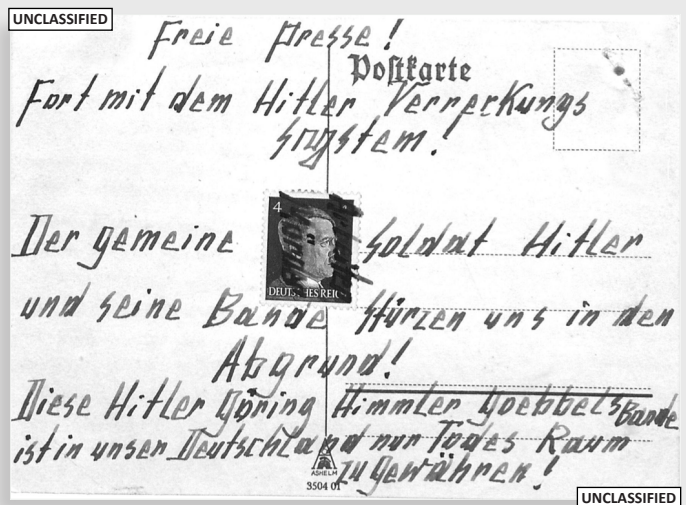 UNCLASSIFIED
Freie Presse!
Postkarte
Fort mit dem Hitler Verreckungs
system!
4
DEUTSCHES REICH
Der gemeine Soldat Hitler
und seine Bande Stürzen uns in den
Abgrund!
Diese Hitler Göring Himmler Goebbels Bande
ist in unser Deutschland nur Todes Raum
zu Gewähren!
ASHELM
3504 01
UNCLASSIFIED